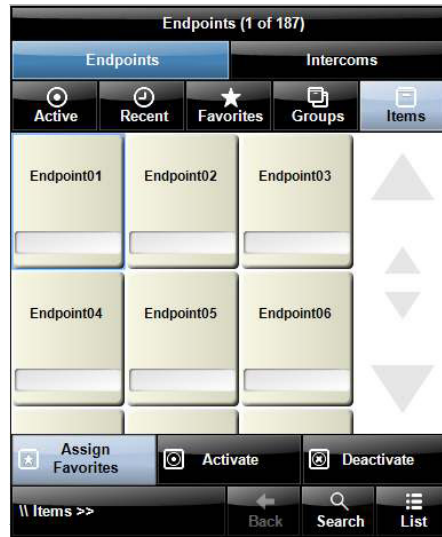 Endpoints (1 of 187)
Endpoints Intercoms
Active Recent Favorites Groups Items
Endpoint01 Endpoint02 Endpoint03
Endpoint04 Endpoint05 Endpoint06
Assign
Favorites Activate Deactivate
\\ Items >> Back Search List